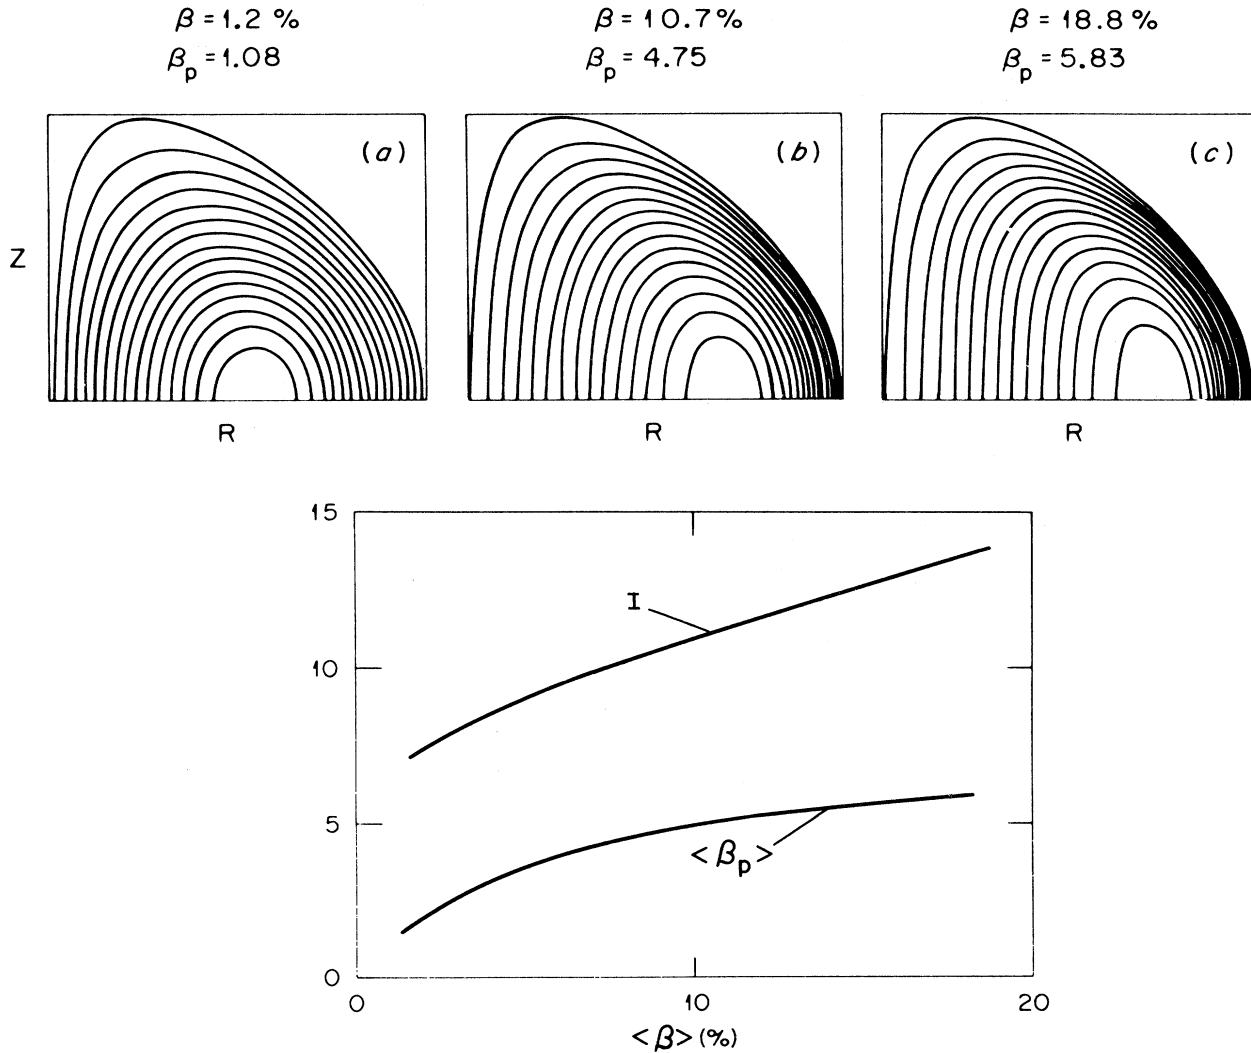 β = 1.2 % β = 10.7 % β = 18.8 %
βp = 1.08 βp = 4.75 βp = 5.83
(a) (b) (c)
Z
R R R
15
I
10
5
<βp>
0
0 10 20
<β> (%)